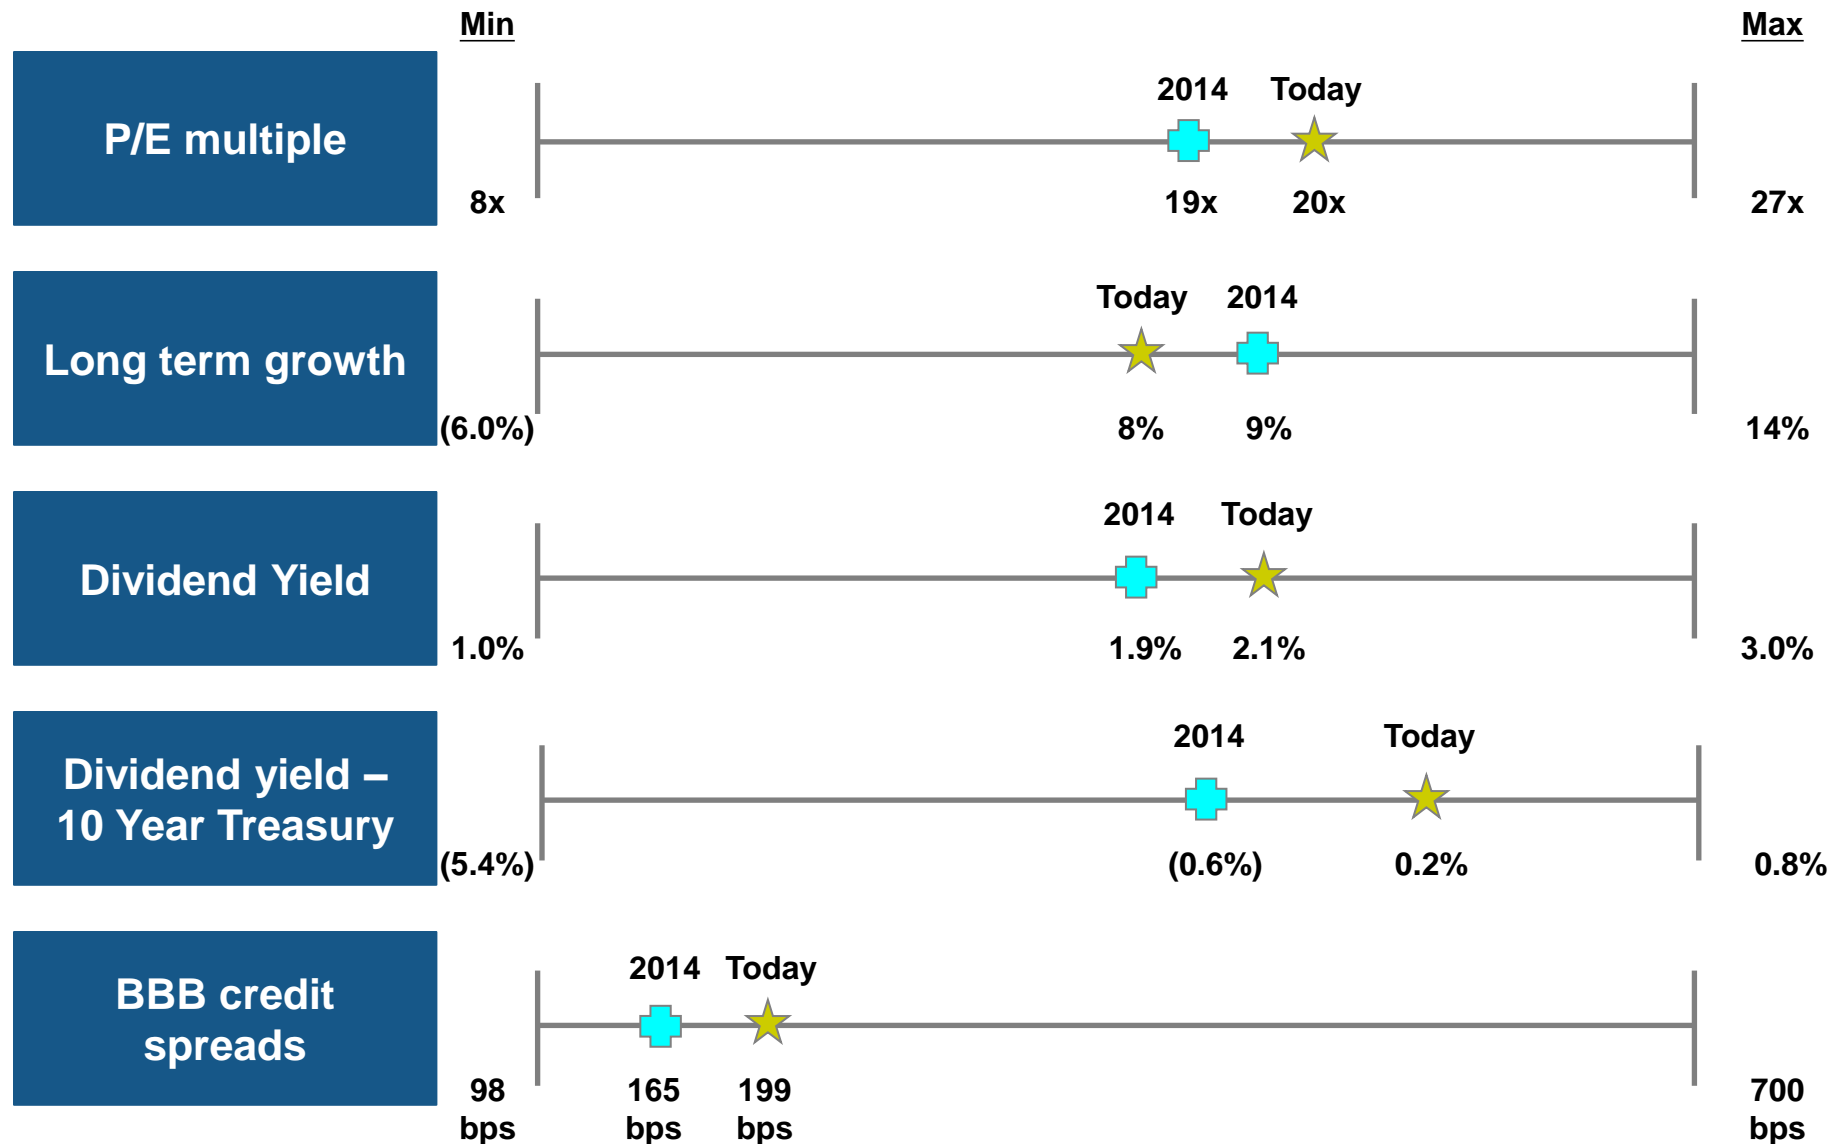 Min Max
P/E multiple
2014 Today
8x 19x 20x 27x
Long term growth
Today 2014
(6.0%) 8% 9% 14%
Dividend Yield
2014 Today
1.0% 1.9% 2.1% 3.0%
Dividend yield –
10 Year Treasury
2014 Today
(5.4%) (0.6%) 0.2% 0.8%
BBB credit
spreads
2014 Today
98 165 199 700
bps bps bps bps